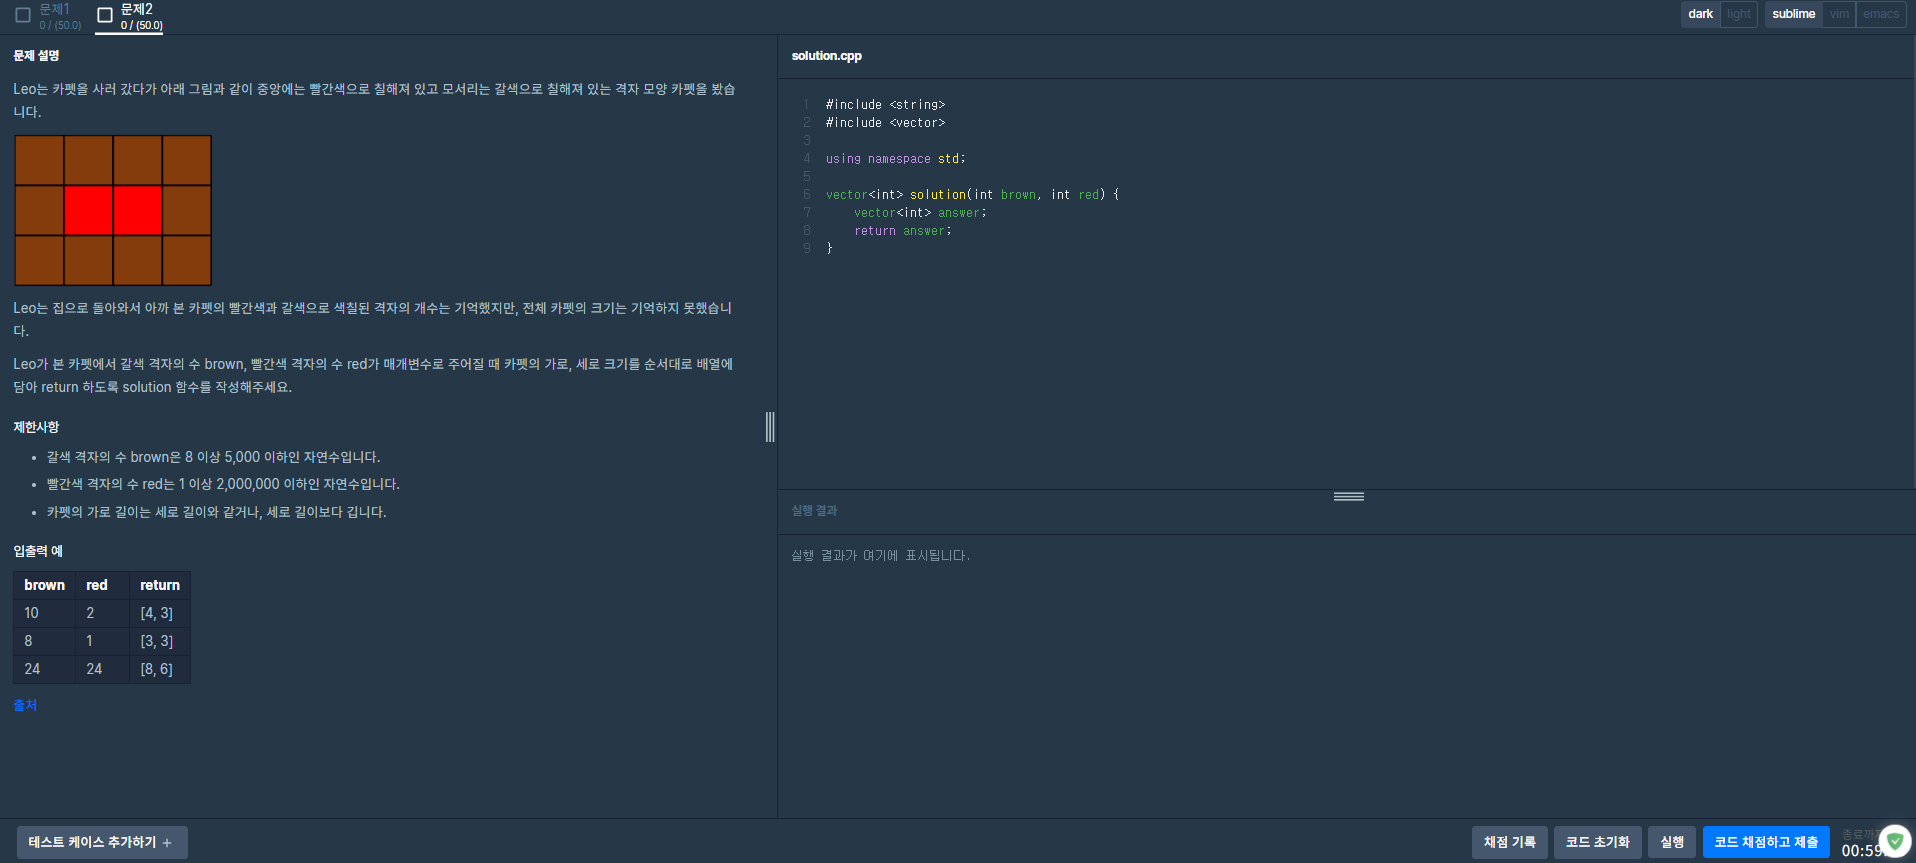 문제1
0 / (50.0)
문제2
0 / (50.0)
dark light sublime vim emacs
문제 설명
Leo는 카펫을 사러 갔다가 아래 그림과 같이 중앙에는 빨간색으로 칠해져 있고 모서리는 갈색으로 칠해져 있는 격자 모양 카펫을 봤습
니다.
Leo는 집으로 돌아와서 아까 본 카펫의 빨간색과 갈색으로 색칠된 격자의 개수는 기억했지만, 전체 카펫의 크기는 기억하지 못했습니
다.
Leo가 본 카펫에서 갈색 격자의 수 brown, 빨간색 격자의 수 red가 매개변수로 주어질 때 카펫의 가로, 세로 크기를 순서대로 배열에
담아 return 하도록 solution 함수를 작성해주세요.
제한사항
• 갈색 격자의 수 brown은 8 이상 5,000 이하인 자연수입니다.
• 빨간색 격자의 수 red는 1 이상 2,000,000 이하인 자연수입니다.
• 카펫의 가로 길이는 세로 길이와 같거나, 세로 길이보다 깁니다.
입출력 예
brown red return
10 2 [4, 3]
8 1 [3, 3]
24 24 [8, 6]
출처
solution.cpp
1 #include <string>
2 #include <vector>
3
4 using namespace std;
5
6 vector<int> solution(int brown, int red) {
7     vector<int> answer;
8     return answer;
9 }
실행 결과
실행 결과가 여기에 표시됩니다.
테스트 케이스 추가하기 +
채점 기록
코드 초기화
실행
코드 채점하고 제출
종료까
00:59